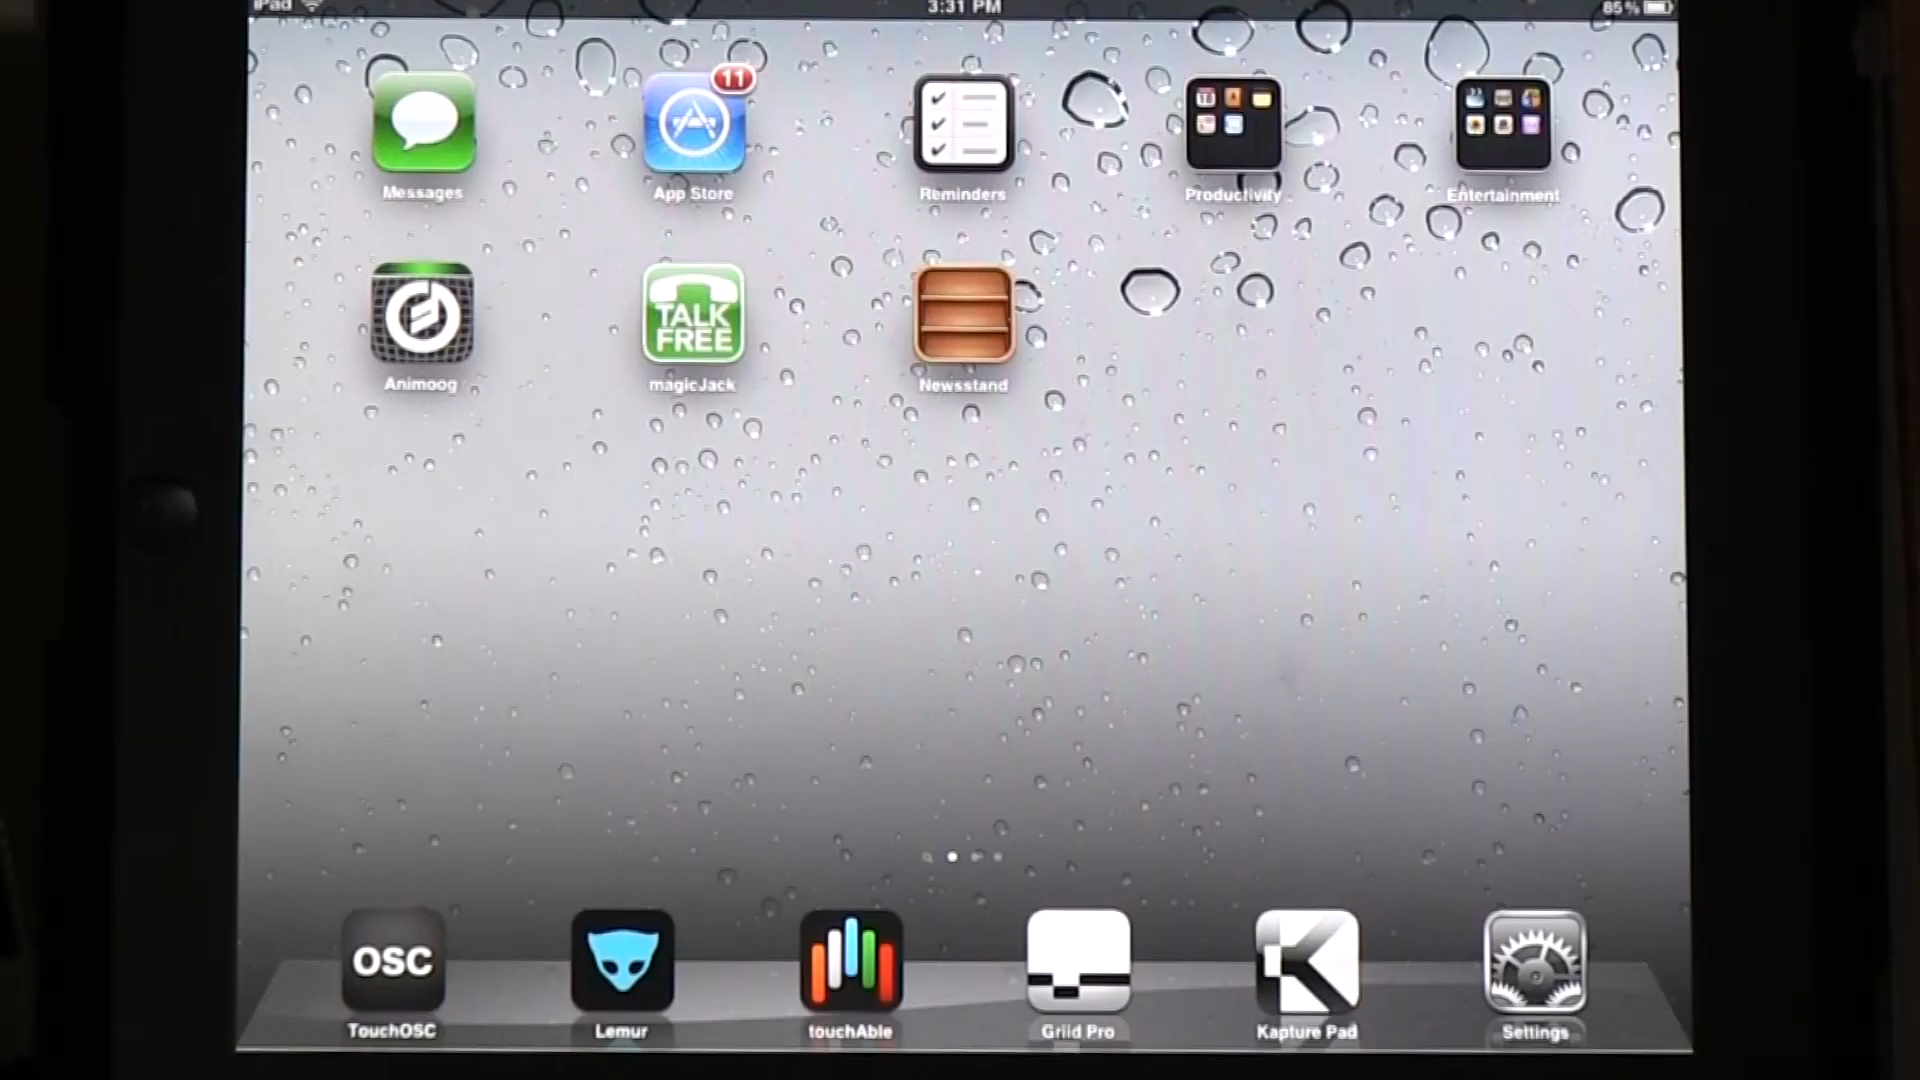 iPad 3:31 PM 85%
11
Messages App Store Reminders Productivity Entertainment
TALK
FREE
Animoog magicJack Newsstand
OSC
TouchOSC Lemur touchAble Griid Pro Kapture Pad Settings